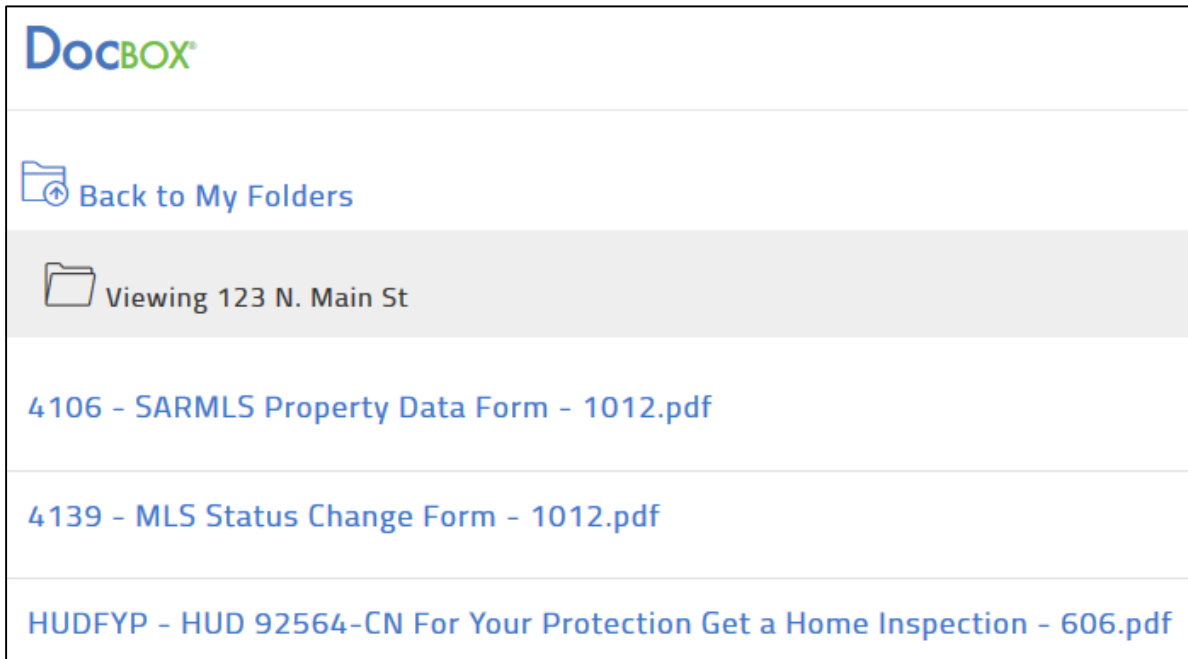 DocBOX®
Back to My Folders
Viewing 123 N. Main St
4106 - SARMLS Property Data Form - 1012.pdf
4139 - MLS Status Change Form - 1012.pdf
HUDFYP - HUD 92564-CN For Your Protection Get a Home Inspection - 606.pdf